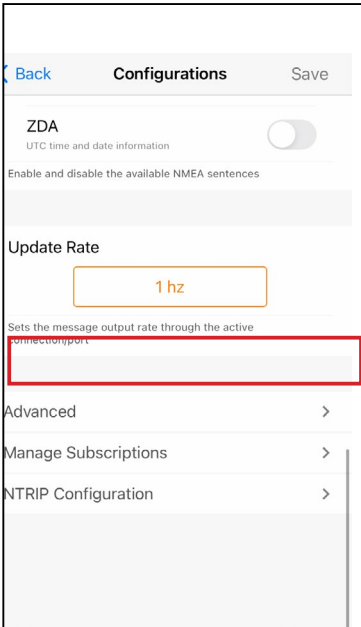 Back Configurations Save
ZDA
UTC time and date information
Enable and disable the available NMEA sentences
Update Rate
1 hz
Sets the message output rate through the active
connection/port
Advanced
Manage Subscriptions
NTRIP Configuration